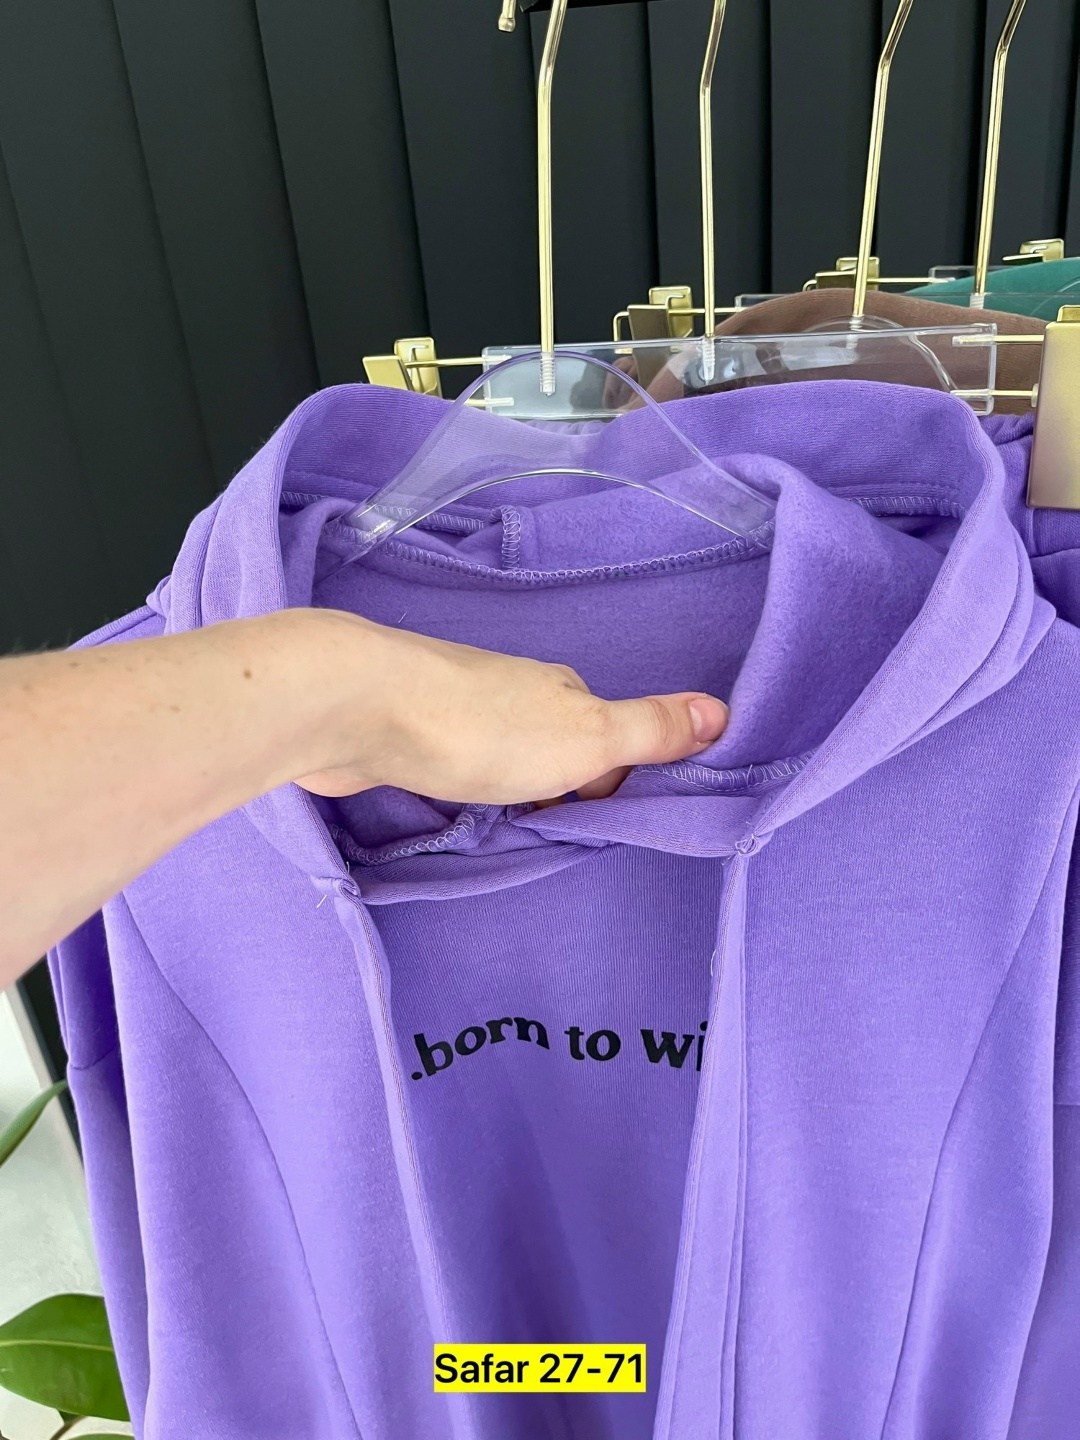 .born to wi
Safar 27-71